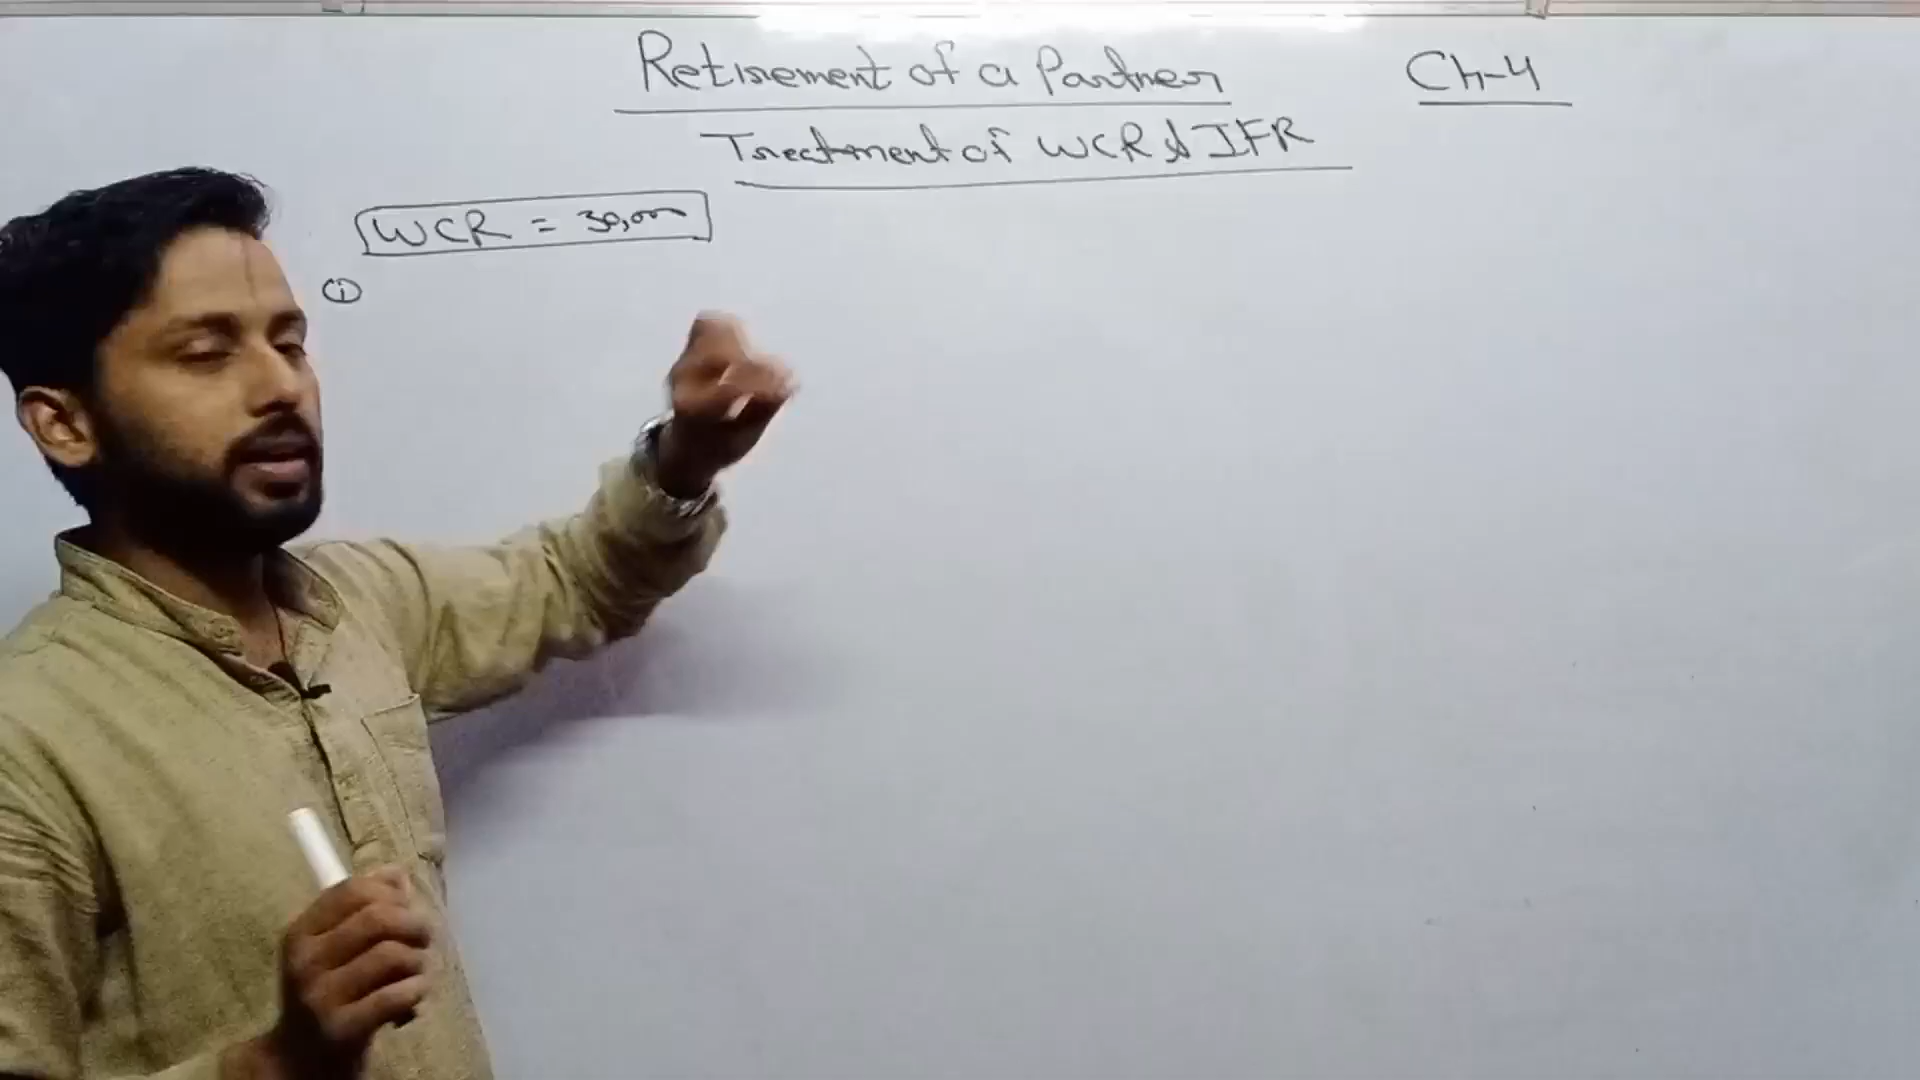 Retirement of a Partner Ch-4
Treatment of WCR & IFR
WCR = 30,000
①